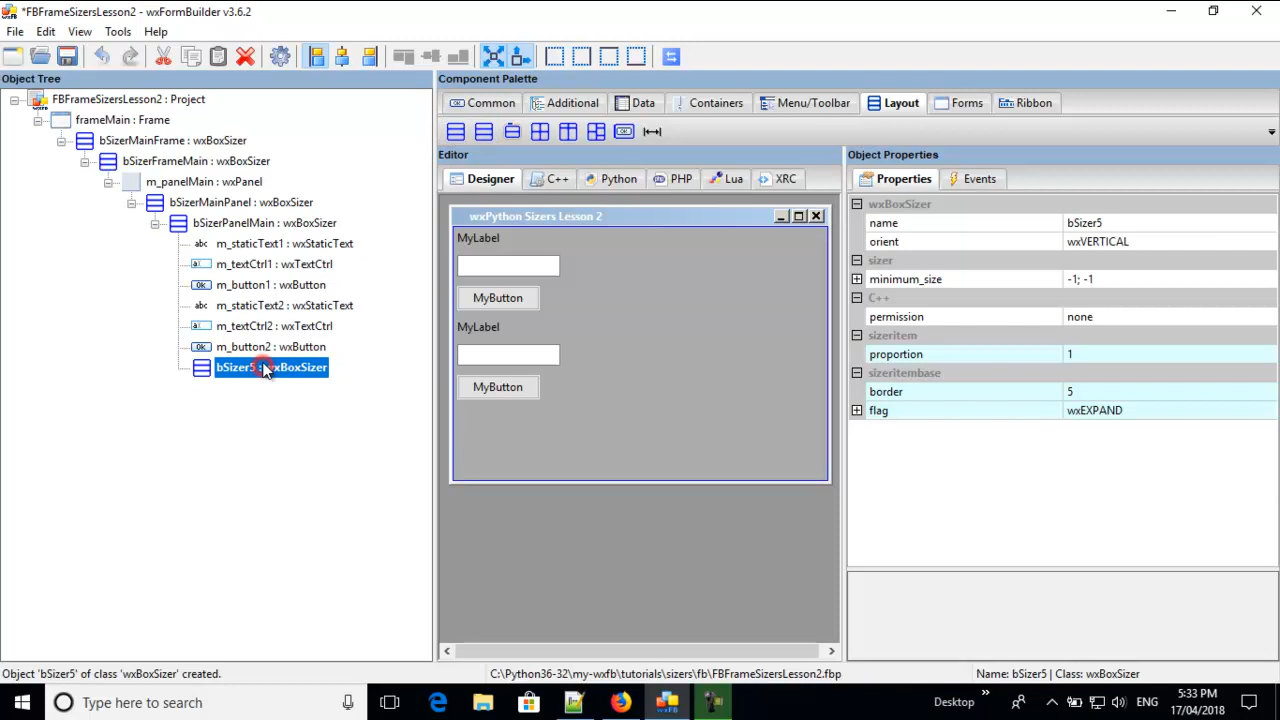 *FBFrameSizersLesson2 - wxFormBuilder v3.6.2
File Edit View Tools Help
Object Tree
FBFrameSizersLesson2 : Project
frameMain : Frame
bSizerMainFrame : wxBoxSizer
bSizerFrameMain : wxBoxSizer
m_panelMain : wxPanel
bSizerMainPanel : wxBoxSizer
bSizerPanelMain : wxBoxSizer
abc m_staticText1 : wxStaticText
m_textCtrl1 : wxTextCtrl
Ok m_button1 : wxButton
abc m_staticText2 : wxStaticText
m_textCtrl2 : wxTextCtrl
Ok m_button2 : wxButton
bSizer5 : wxBoxSizer
Component Palette
Common Additional Data Containers Menu/Toolbar Layout Forms Ribbon
Editor
Designer C++ Python PHP Lua XRC
wxPython Sizers Lesson 2
MyLabel
MyButton
MyLabel
MyButton
Object Properties
Properties Events
wxBoxSizer
name bSizer5
orient wxVERTICAL
sizer
minimum_size -1; -1
C++
permission none
sizeritem
proportion 1
sizeritembase
border 5
flag wxEXPAND
Object 'bSizer5' of class 'wxBoxSizer' created.
C:\Python36-32\my-wxfb\tutorials\sizers\fb\FBFrameSizersLesson2.fbp
Name: bSizer5 | Class: wxBoxSizer
Type here to search
Desktop
ENG
5:33 PM
17/04/2018